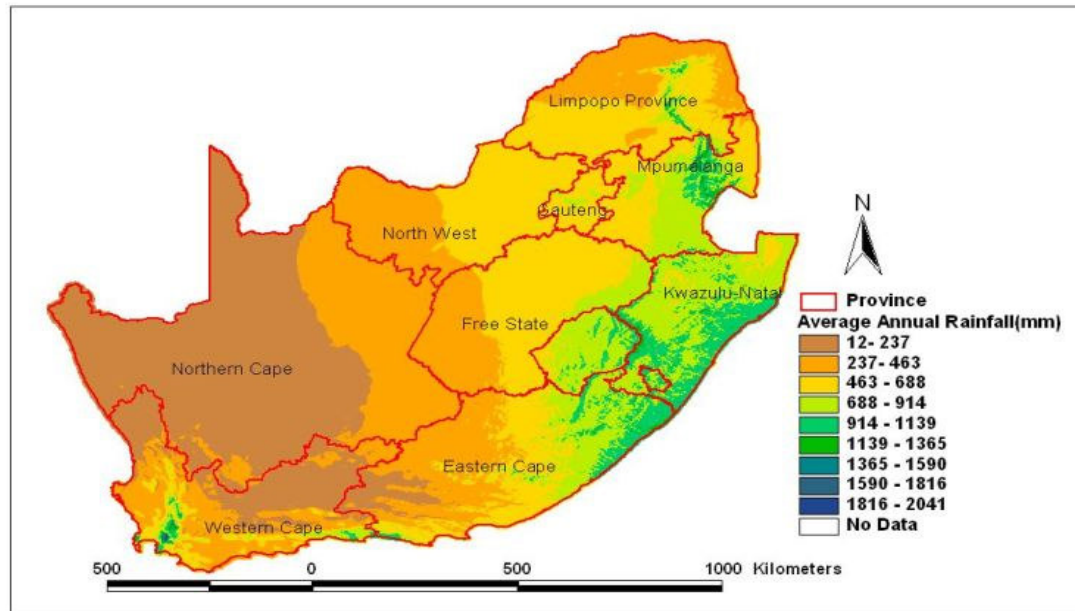 Limpopo Province
Mpumalanga
Gauteng
North West
Kwazulu-Natal
Free State
Northern Cape
Eastern Cape
Western Cape
N
Province
Average Annual Rainfall(mm)
12- 237
237- 463
463 - 688
688 - 914
914 - 1139
1139 - 1365
1365 - 1590
1590 - 1816
1816 - 2041
No Data
500 0 500 1000 Kilometers